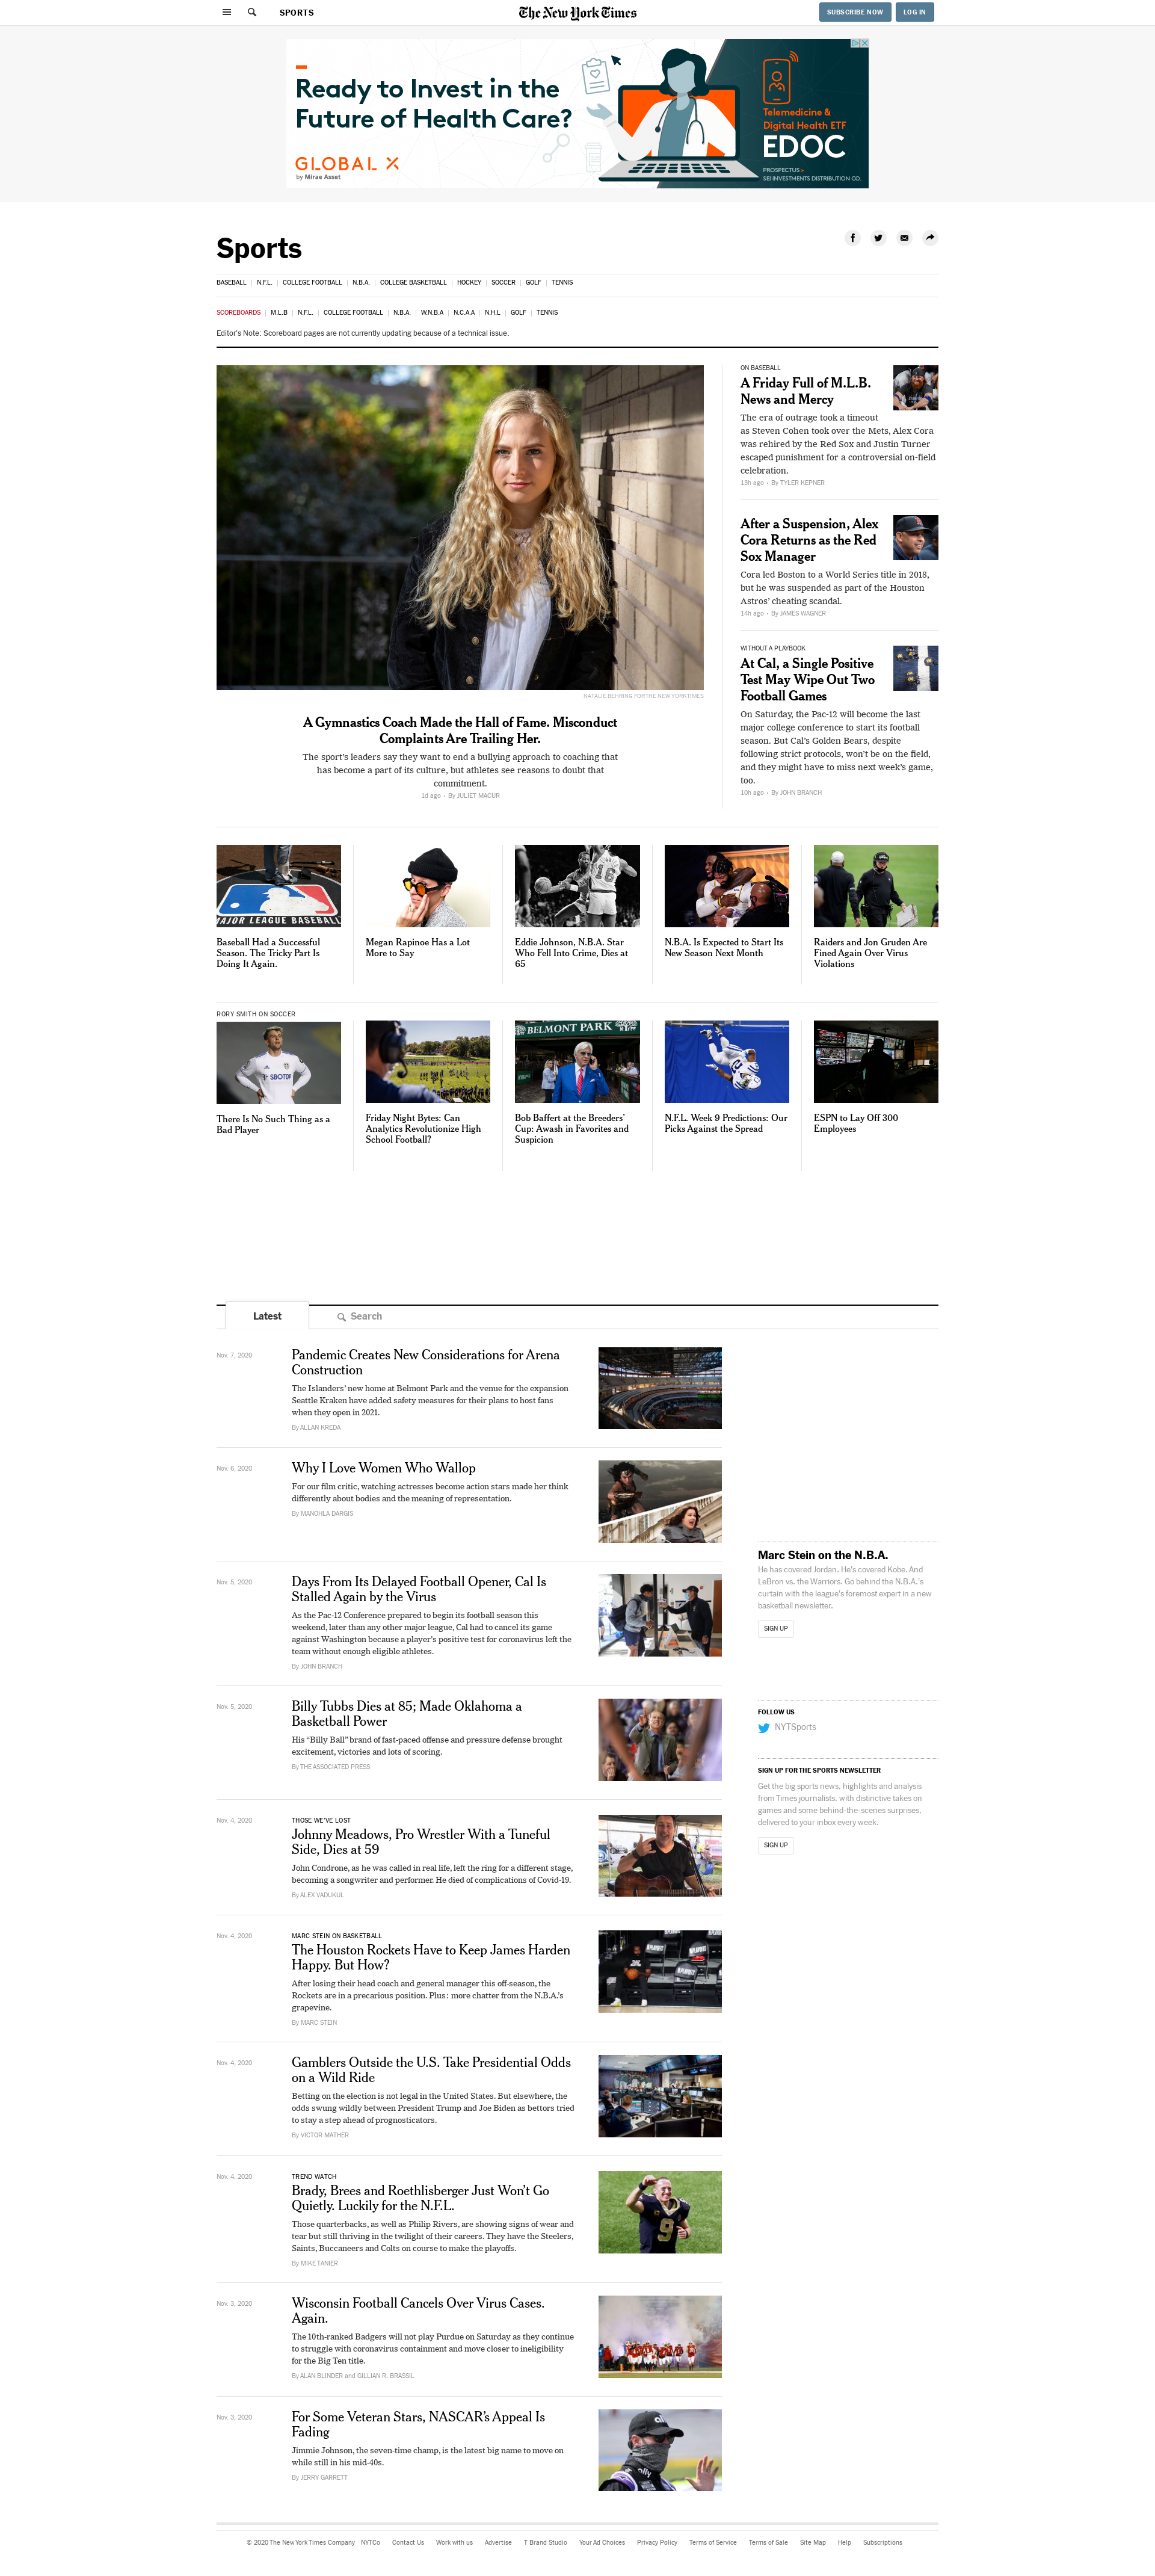 SPORTS
The New York Times
SUBSCRIBE NOW
LOG IN
Ready to Invest in the
Future of Health Care?
GLOBAL X
by Mirae Asset
Telemedicine &
Digital Health ETF
EDOC
PROSPECTUS
SEI INVESTMENTS DISTRIBUTION CO.
Sports
BASEBALL
N.F.L.
COLLEGE FOOTBALL
N.B.A.
COLLEGE BASKETBALL
HOCKEY
SOCCER
GOLF
TENNIS
SCOREBOARDS
M.L.B
N.F.L.
COLLEGE FOOTBALL
N.B.A.
W.N.B.A
N.C.A.A
N.H.L
GOLF
TENNIS
Editor's Note: Scoreboard pages are not currently updating because of a technical issue.
NATALIE BEHRING FOR THE NEW YORK TIMES
A Gymnastics Coach Made the Hall of Fame. Misconduct
Complaints Are Trailing Her.
The sport's leaders say they want to end a bullying approach to coaching that
has become a part of its culture, but athletes see reasons to doubt that
commitment.
1d ago • By JULIET MACUR
ON BASEBALL
A Friday Full of M.L.B.
News and Mercy
The era of outrage took a timeout
as Steven Cohen took over the Mets, Alex Cora
was rehired by the Red Sox and Justin Turner
escaped punishment for a controversial on-field
celebration.
13h ago • By TYLER KEPNER
After a Suspension, Alex
Cora Returns as the Red
Sox Manager
Cora led Boston to a World Series title in 2018,
but he was suspended as part of the Houston
Astros' cheating scandal.
14h ago • By JAMES WAGNER
WITHOUT A PLAYBOOK
At Cal, a Single Positive
Test May Wipe Out Two
Football Games
On Saturday, the Pac-12 will become the last
major college conference to start its football
season. But Cal's Golden Bears, despite
following strict protocols, won't be on the field,
and they might have to miss next week's game,
too.
10h ago • By JOHN BRANCH
MAJOR LEAGUE BASEBALL
Baseball Had a Successful
Season. The Tricky Part Is
Doing It Again.
Megan Rapinoe Has a Lot
More to Say
16
Eddie Johnson, N.B.A. Star
Who Fell Into Crime, Dies at
65
N.B.A. Is Expected to Start Its
New Season Next Month
Raiders and Jon Gruden Are
Fined Again Over Virus
Violations
RORY SMITH ON SOCCER
SBOTOP
There Is No Such Thing as a
Bad Player
Friday Night Bytes: Can
Analytics Revolutionize High
School Football?
BELMONT PARK
Bob Baffert at the Breeders'
Cup: Awash in Favorites and
Suspicion
N.F.L. Week 9 Predictions: Our
Picks Against the Spread
ESPN to Lay Off 300
Employees
Latest
Search
Nov. 7, 2020
Pandemic Creates New Considerations for Arena
Construction
The Islanders' new home at Belmont Park and the venue for the expansion
Seattle Kraken have added safety measures for their plans to host fans
when they open in 2021.
By ALLAN KREDA
Nov. 6, 2020
Why I Love Women Who Wallop
For our film critic, watching actresses become action stars made her think
differently about bodies and the meaning of representation.
By MANOHLA DARGIS
Nov. 5, 2020
Days From Its Delayed Football Opener, Cal Is
Stalled Again by the Virus
As the Pac-12 Conference prepared to begin its football season this
weekend, later than any other major league, Cal had to cancel its game
against Washington because a player's positive test for coronavirus left the
team without enough eligible athletes.
By JOHN BRANCH
Nov. 5, 2020
Billy Tubbs Dies at 85; Made Oklahoma a
Basketball Power
His "Billy Ball" brand of fast-paced offense and pressure defense brought
excitement, victories and lots of scoring.
By THE ASSOCIATED PRESS
Nov. 4, 2020
THOSE WE'VE LOST
Johnny Meadows, Pro Wrestler With a Tuneful
Side, Dies at 59
John Condrone, as he was called in real life, left the ring for a different stage,
becoming a songwriter and performer. He died of complications of Covid-19.
By ALEX VADUKUL
Nov. 4, 2020
MARC STEIN ON BASKETBALL
The Houston Rockets Have to Keep James Harden
Happy. But How?
After losing their head coach and general manager this off-season, the
Rockets are in a precarious position. Plus: more chatter from the N.B.A.'s
grapevine.
By MARC STEIN
Nov. 4, 2020
Gamblers Outside the U.S. Take Presidential Odds
on a Wild Ride
Betting on the election is not legal in the United States. But elsewhere, the
odds swung wildly between President Trump and Joe Biden as bettors tried
to stay a step ahead of prognosticators.
By VICTOR MATHER
Nov. 4, 2020
TREND WATCH
Brady, Brees and Roethlisberger Just Won't Go
Quietly. Luckily for the N.F.L.
Those quarterbacks, as well as Philip Rivers, are showing signs of wear and
tear but still thriving in the twilight of their careers. They have the Steelers,
Saints, Buccaneers and Colts on course to make the playoffs.
By MIKE TANIER
9
Nov. 3, 2020
Wisconsin Football Cancels Over Virus Cases.
Again.
The 10th-ranked Badgers will not play Purdue on Saturday as they continue
to struggle with coronavirus containment and move closer to ineligibility
for the Big Ten title.
By ALAN BLINDER and GILLIAN R. BRASSIL
Nov. 3, 2020
For Some Veteran Stars, NASCAR's Appeal Is
Fading
Jimmie Johnson, the seven-time champ, is the latest big name to move on
while still in his mid-40s.
By JERRY GARRETT
ally
Marc Stein on the N.B.A.
He has covered Jordan. He's covered Kobe. And
LeBron vs. the Warriors. Go behind the N.B.A.'s
curtain with the league's foremost expert in a new
basketball newsletter.
SIGN UP
FOLLOW US
NYTSports
SIGN UP FOR THE SPORTS NEWSLETTER
Get the big sports news, highlights and analysis
from Times journalists, with distinctive takes on
games and some behind-the-scenes surprises,
delivered to your inbox every week.
SIGN UP
© 2020 The New York Times Company
NYTCo
Contact Us
Work with us
Advertise
T Brand Studio
Your Ad Choices
Privacy Policy
Terms of Service
Terms of Sale
Site Map
Help
Subscriptions